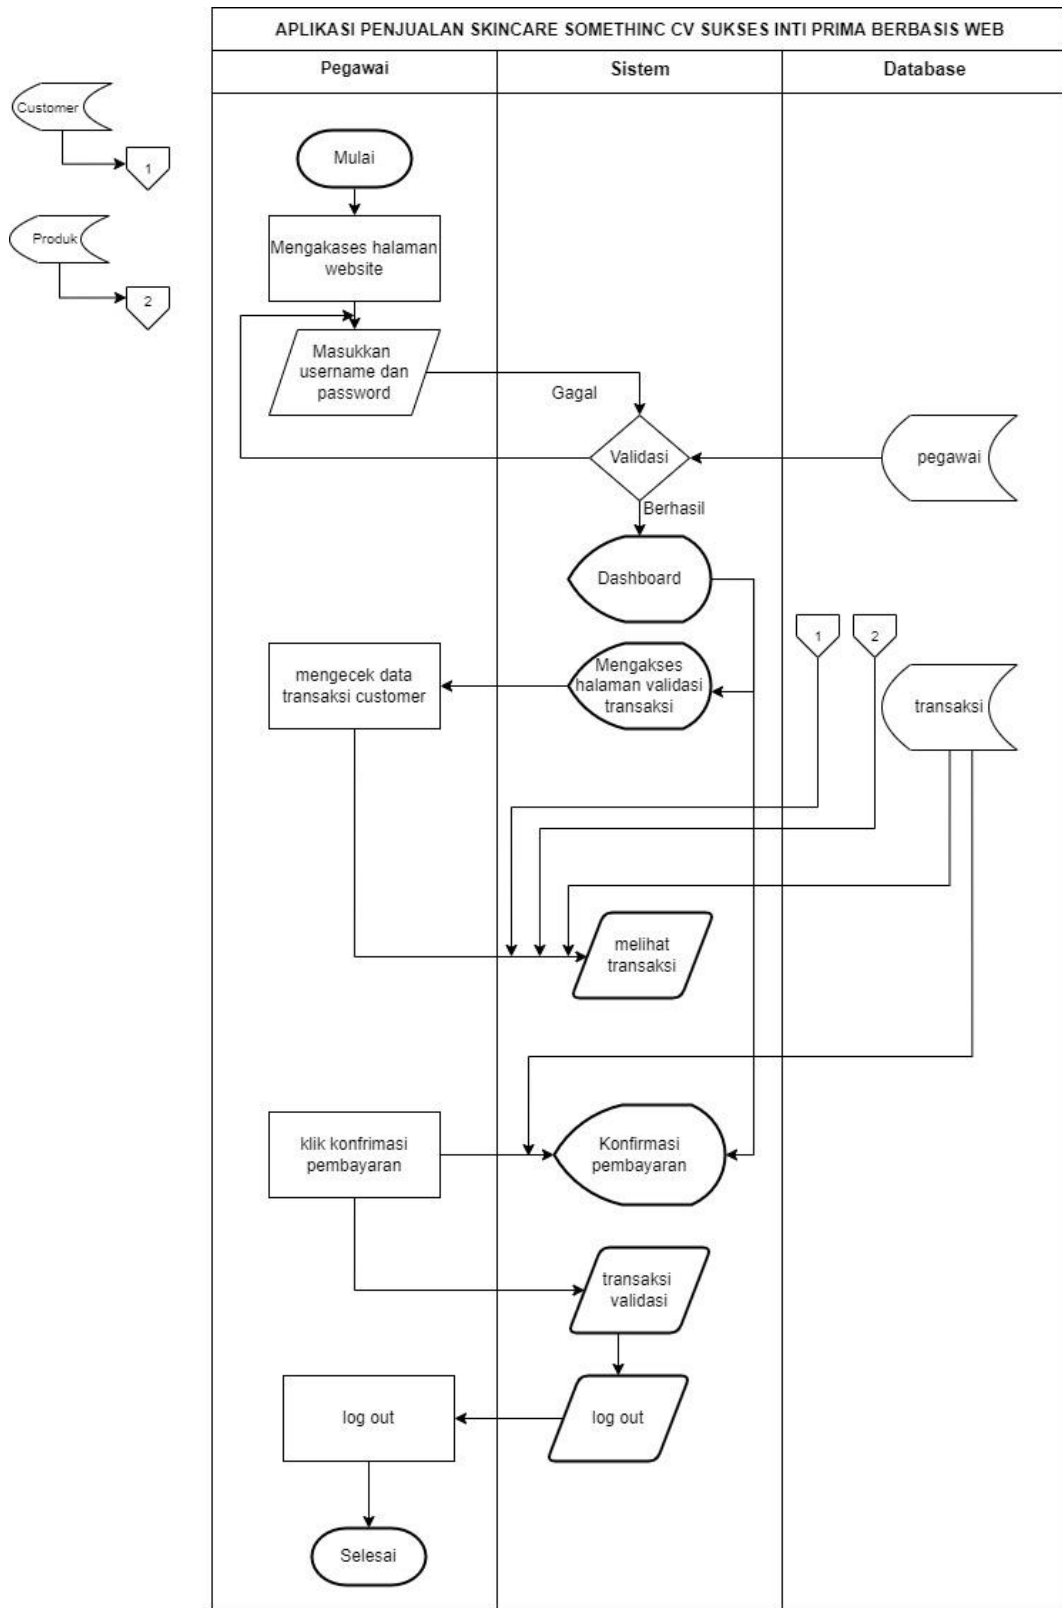 APLIKASI PENJUALAN SKINCARE SOMETHINC CV SUKSES INTI PRIMA BERBASIS WEB
Pegawai
Sistem
Database
Customer
1
Produk
2
Mulai
Mengakases halaman
website
Masukkan
username dan
password
Gagal
Validasi
pegawai
Berhasil
Dashboard
1
2
mengecek data
transaksi customer
Mengakses
halaman validasi
transaksi
transaksi
melihat
transaksi
klik konfrimasi
pembayaran
Konfirmasi
pembayaran
transaksi
validasi
log out
log out
Selesai